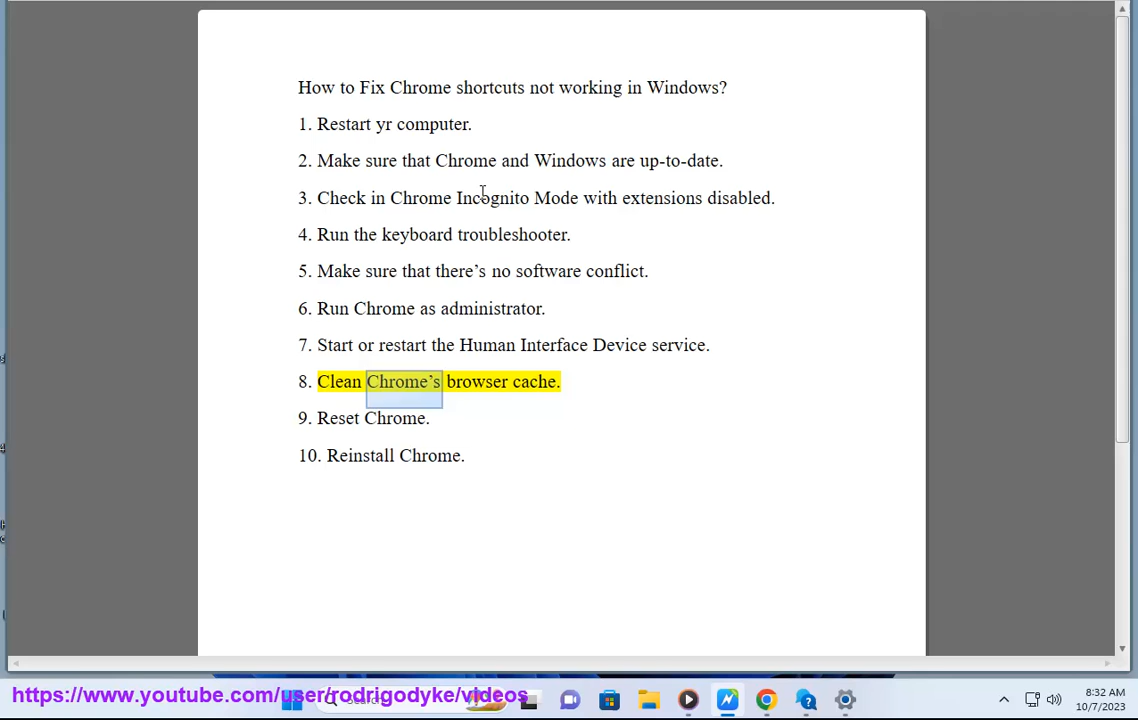 How to Fix Chrome shortcuts not working in Windows?
1. Restart yr computer.
2. Make sure that Chrome and Windows are up-to-date.
3. Check in Chrome Incognito Mode with extensions disabled.
4. Run the keyboard troubleshooter.
5. Make sure that there’s no software conflict.
6. Run Chrome as administrator.
7. Start or restart the Human Interface Device service.
8. Clean Chrome’s browser cache.
9. Reset Chrome.
10. Reinstall Chrome.
https://www.youtube.com/user/rodrigodyke/videos
8:32 AM
10/7/2023